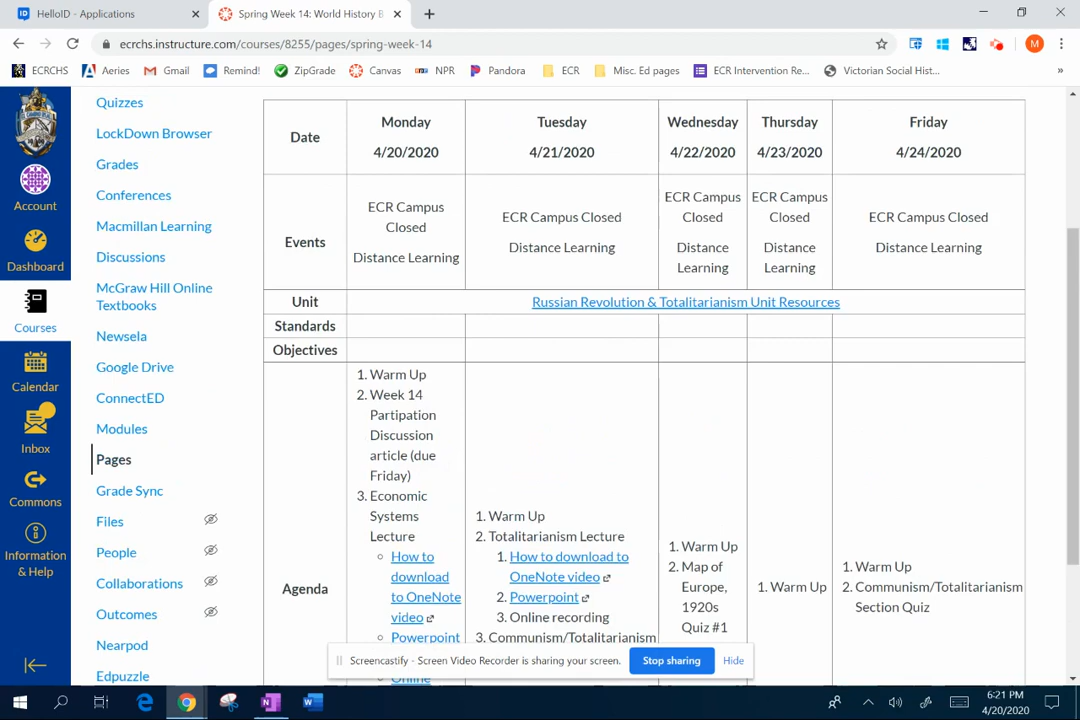 HelloID - Applications
Spring Week 14: World History B
ecrchs.instructure.com/courses/8255/pages/spring-week-14
M
ECRCHS
Aeries
Gmail
Remind!
ZipGrade
Canvas
NPR
Pandora
ECR
Misc. Ed pages
ECR Intervention Re...
Victorian Social Hist...
»
Account
Dashboard
Courses
Calendar
Inbox
Commons
Information
& Help
Quizzes
LockDown Browser
Grades
Conferences
Macmillan Learning
Discussions
McGraw Hill Online
Textbooks
Newsela
Google Drive
ConnectED
Modules
Pages
Grade Sync
Files
People
Collaborations
Outcomes
Nearpod
Edpuzzle
Date
Monday
4/20/2020
Tuesday
4/21/2020
Wednesday
4/22/2020
Thursday
4/23/2020
Friday
4/24/2020
Events
ECR Campus
Closed
Distance Learning
ECR Campus Closed
Distance Learning
ECR Campus
Closed
Distance
Learning
ECR Campus
Closed
Distance
Learning
ECR Campus Closed
Distance Learning
Unit
Russian Revolution & Totalitarianism Unit Resources
Standards
Objectives
Agenda
1. Warm Up
2. Week 14
Partipation
Discussion
article (due
Friday)
3. Economic
Systems
Lecture
How to
download
to OneNote
video
Powerpoint
Online
1. Warm Up
2. Totalitarianism Lecture
1. How to download to
OneNote video
2. Powerpoint
3. Online recording
3. Communism/Totalitarianism
1. Warm Up
2. Map of
Europe,
1920s
Quiz #1
1. Warm Up
1. Warm Up
2. Communism/Totalitarianism
Section Quiz
Screencastify - Screen Video Recorder is sharing your screen.
Stop sharing
Hide
6:21 PM
4/20/2020